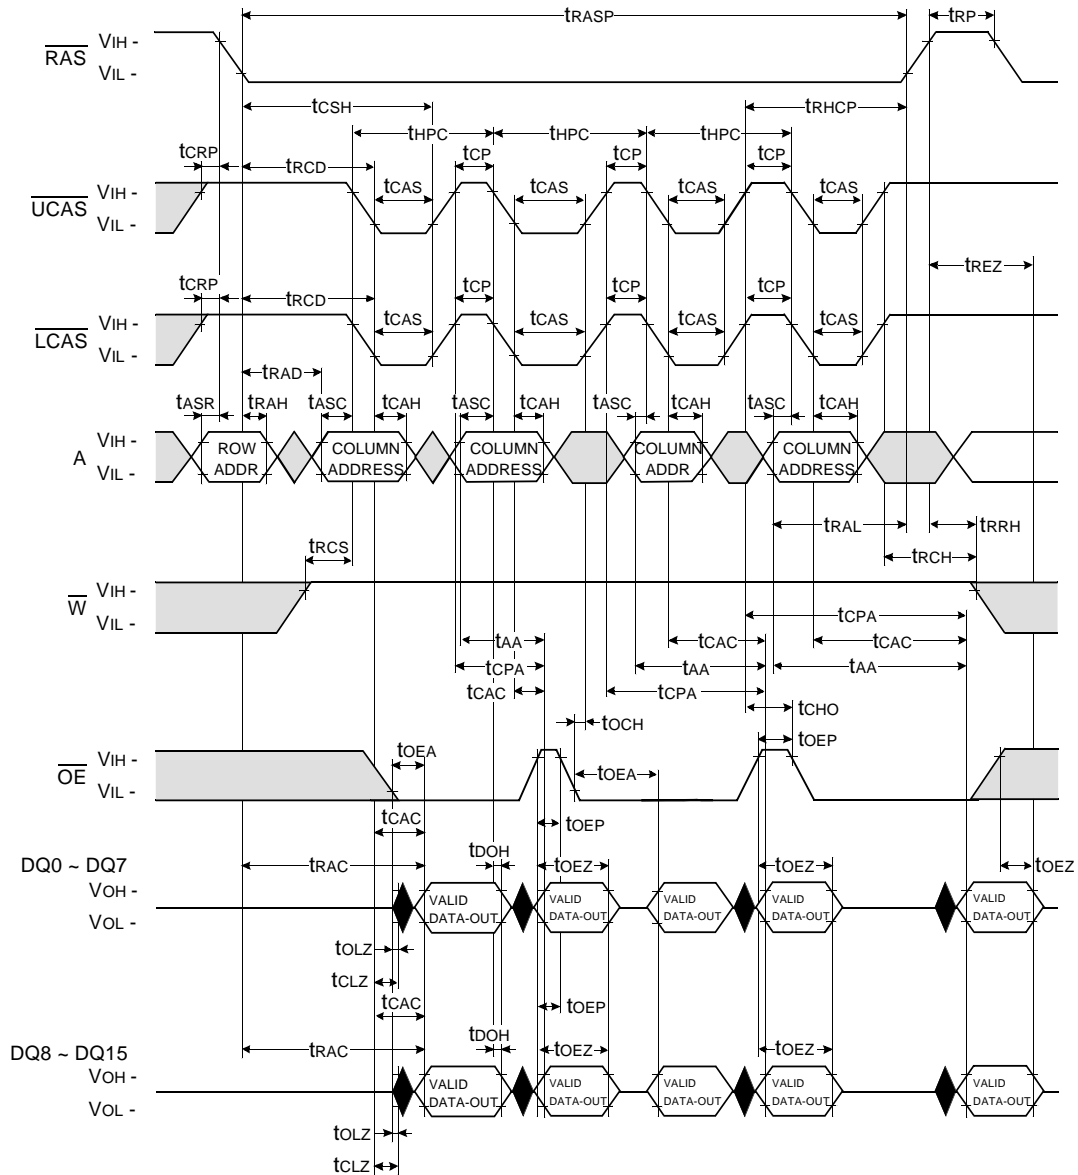 tRASP tRP
RAS VIH -
VIL -
tCSH tRHCP
tHPC tHPC tHPC
tCRP tRCD tCP tCP tCP
UCAS VIH - tCAS tCAS tCAS tCAS
VIL -
tREZ
tCRP tRCD tCP tCP tCP
LCAS VIH - tCAS tCAS tCAS tCAS
VIL -
tRAD
tASR tRAH tASC tCAH tASC tCAH tASC tCAH tASC tCAH
A VIH - ROW COLUMN COLUMN COLUMN COLUMN
VIL - ADDR ADDRESS ADDRESS ADDR ADDRESS
tRAL tRRH
tRCS tRCH
W VIH -
VIL -
tCPA
tAA tCAC tCAC
tCPA tAA tAA
tCAC tCPA
tCHO
tOCH
tOEP
OE VIH - tOEA tOEA
VIL -
tCAC tOEP
DQ0 ~ DQ7 tRAC tDOH tOEZ tOEZ tOEZ
VOH - VALID VALID VALID VALID VALID
VOL - DATA-OUT DATA-OUT DATA-OUT DATA-OUT DATA-OUT
tOLZ
tCLZ
tCAC tOEP
DQ8 ~ DQ15 tRAC tDOH tOEZ tOEZ
VOH - VALID VALID VALID VALID VALID
VOL - DATA-OUT DATA-OUT DATA-OUT DATA-OUT DATA-OUT
tOLZ
tCLZ